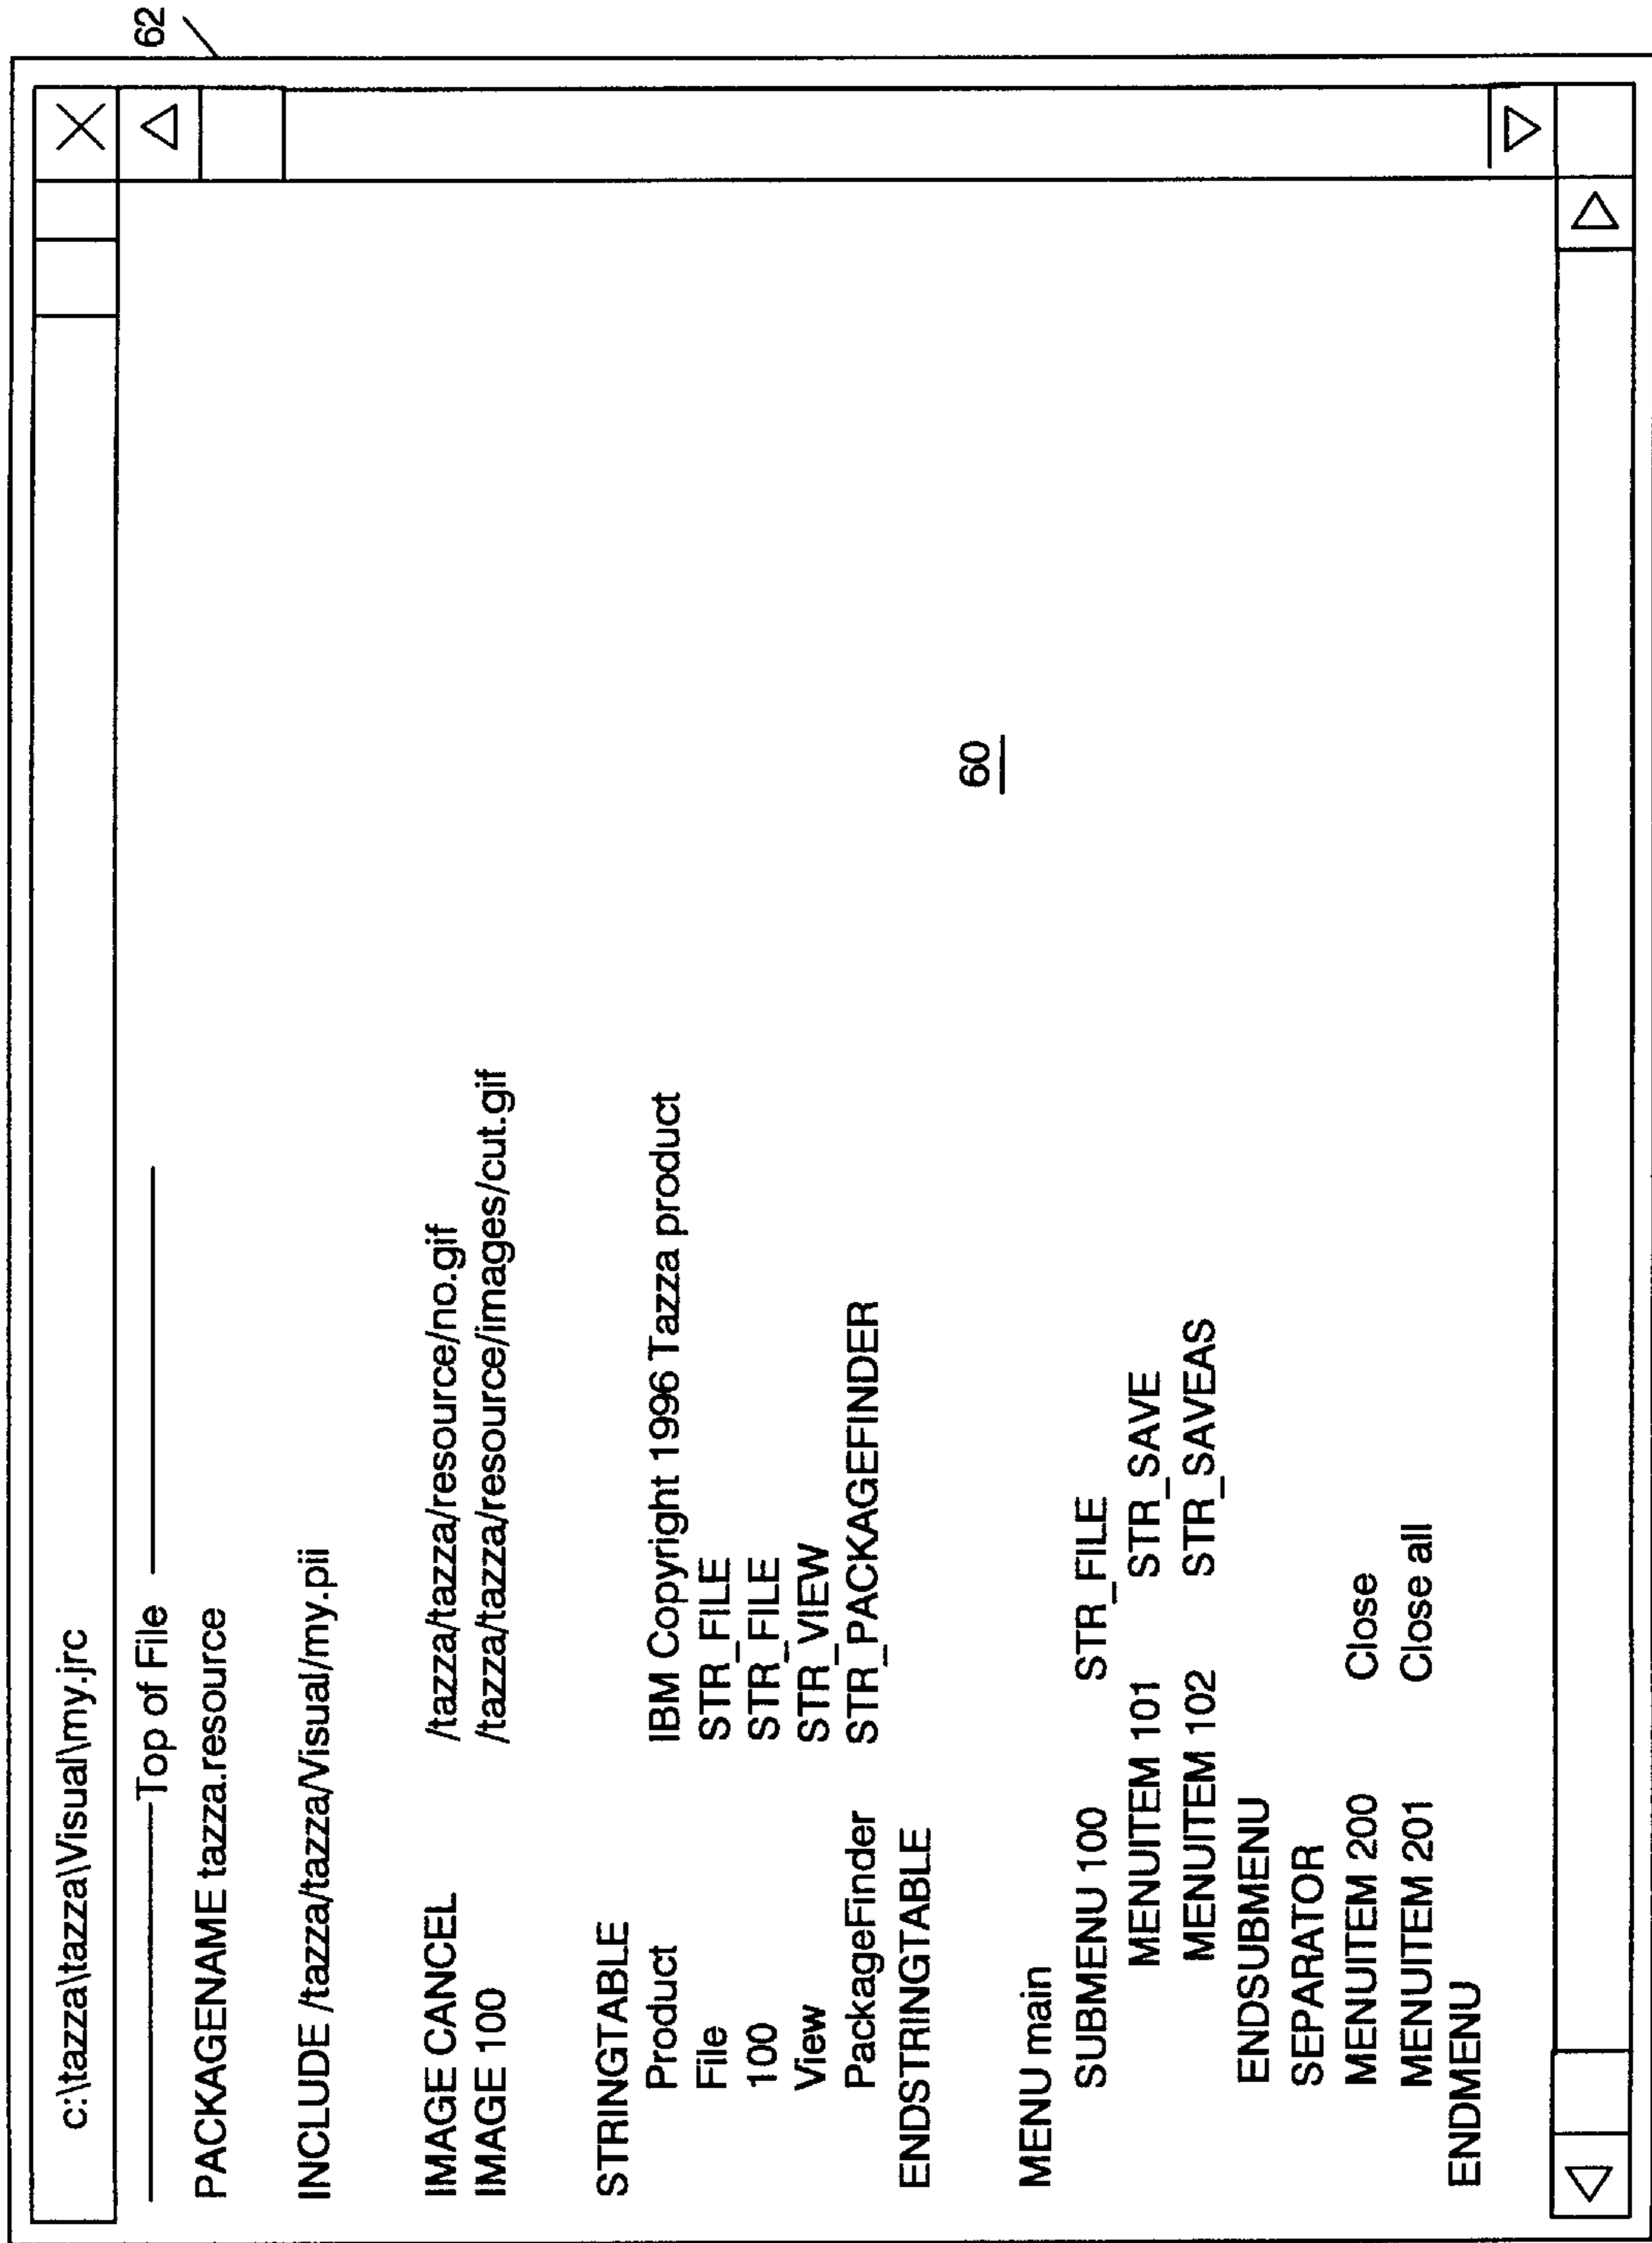 62
c:\tazza\tazza\Visual\my.jrc
Top of File
PACKAGENAME tazza.resource
INCLUDE /tazza/tazza/Visual/my.pii
IMAGE CANCEL /tazza/tazza/resource/no.gif
IMAGE 100 /tazza/tazza/resource/images/cut.gif
STRINGTABLE
Product IBM Copyright 1996 Tazza product
File STR_FILE
100 STR_FILE
View STR_VIEW
PackageFinder STR_PACKAGEFINDER
ENDSTRINGTABLE
60
MENU main
SUBMENU 100 STR_FILE
MENUITEM 101 STR_SAVE
MENUITEM 102 STR_SAVEAS
ENDSUBMENU
SEPARATOR
MENUITEM 200 Close
MENUITEM 201 Close all
ENDMENU